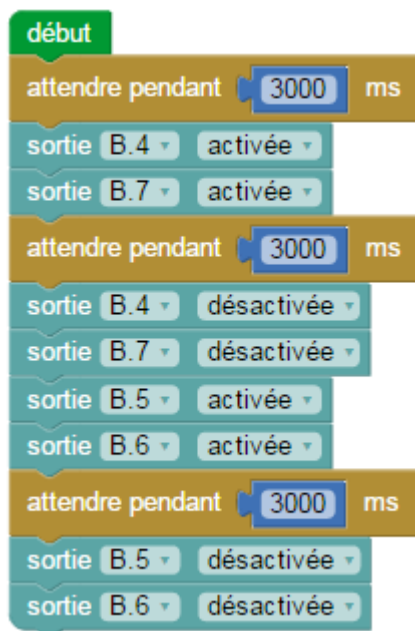 début
attendre pendant 3000 ms
sortie B.4 activée
sortie B.7 activée
attendre pendant 3000 ms
sortie B.4 désactivée
sortie B.7 désactivée
sortie B.5 activée
sortie B.6 activée
attendre pendant 3000 ms
sortie B.5 désactivée
sortie B.6 désactivée